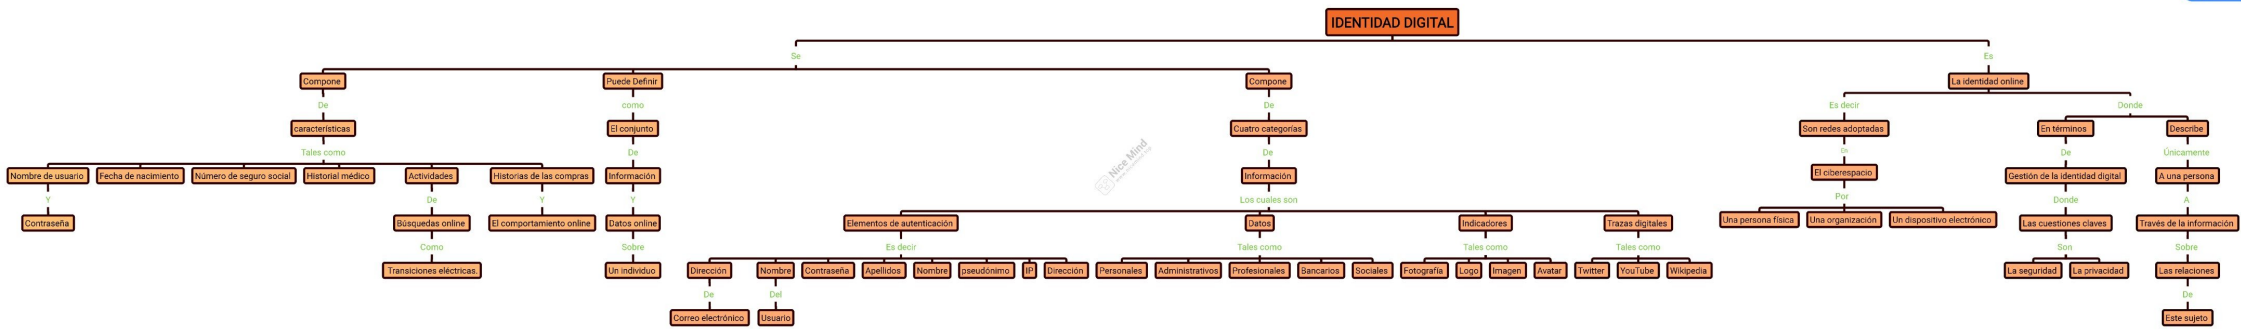 IDENTIDAD DIGITAL
Se
Es
Compone
Puede Definir
Compone
La identidad online
De
como
De
Es decir
Donde
características
El conjunto
Cuatro categorías
Son redes adoptadas
En términos
Describe
Tales como
De
De
En
De
Únicamente
Nombre de usuario
Fecha de nacimiento
Número de seguro social
Historial médico
Actividades
Historias de las compras
Información
Información
El ciberespacio
Gestión de la identidad digital
A una persona
Y
De
Y
Y
Los cuales son
Por
Donde
A
Contraseña
Búsquedas online
El comportamiento online
Datos online
Elementos de autenticación
Datos
Indicadores
Trazas digitales
Una persona física
Una organización
Un dispositivo electrónico
Las cuestiones claves
Través de la información
Como
Sobre
Es decir
Tales como
Tales como
Tales como
Son
Sobre
Transiciones eléctricas.
Un individuo
Dirección
Nombre
Contraseña
Apellidos
Nombre
pseudónimo
IP
Dirección
Personales
Administrativos
Profesionales
Bancarios
Sociales
Fotografía
Logo
Imagen
Avatar
Twitter
YouTube
Wikipedia
La seguridad
La privacidad
Las relaciones
De
Del
De
Correo electrónico
Usuario
Este sujeto
Nice Mind